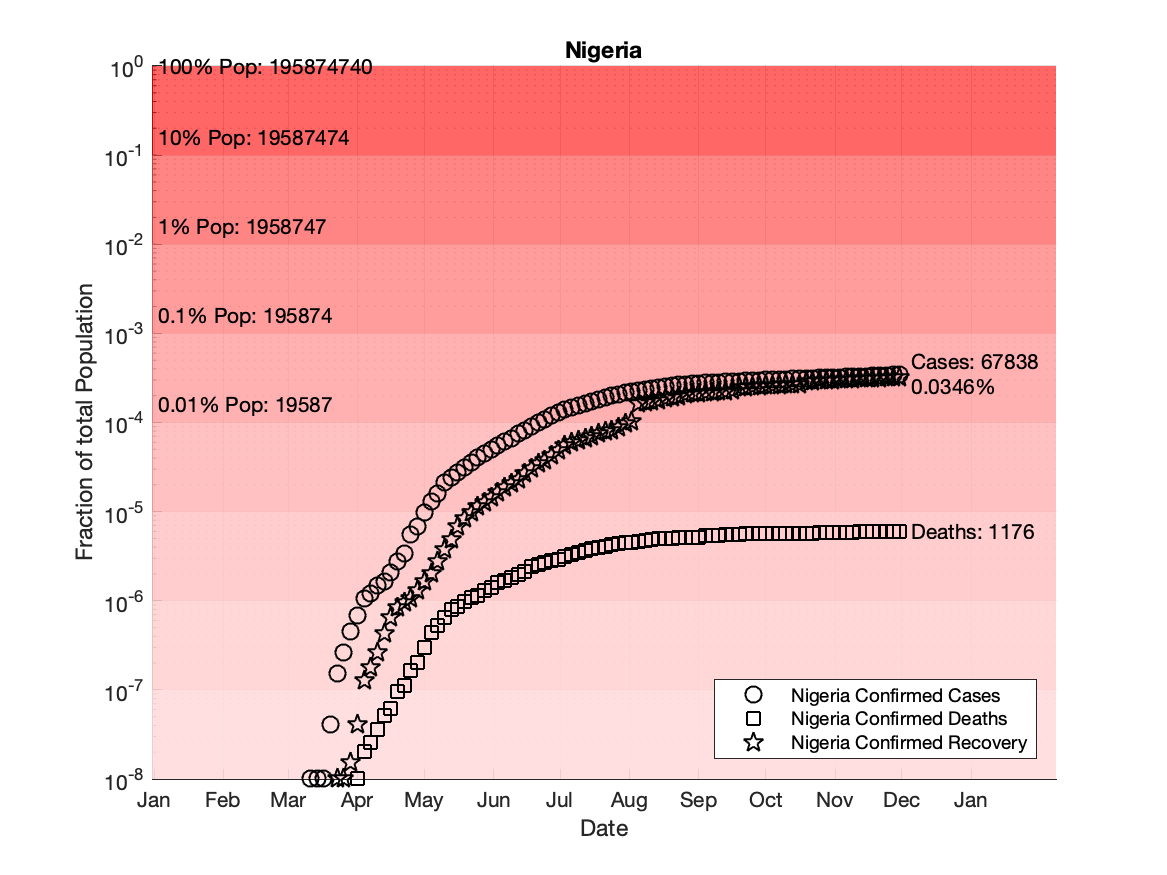 Nigeria
10^0
100% Pop: 195874740
10% Pop: 19587474
10^-1
1% Pop: 1958747
10^-2
0.1% Pop: 195874
10^-3
Cases: 67838
0.0346%
0.01% Pop: 19587
10^-4
10^-5
Deaths: 1176
10^-6
10^-7
10^-8
Fraction of total Population
Nigeria Confirmed Cases
Nigeria Confirmed Deaths
Nigeria Confirmed Recovery
Jan Feb Mar Apr May Jun Jul Aug Sep Oct Nov Dec Jan
Date